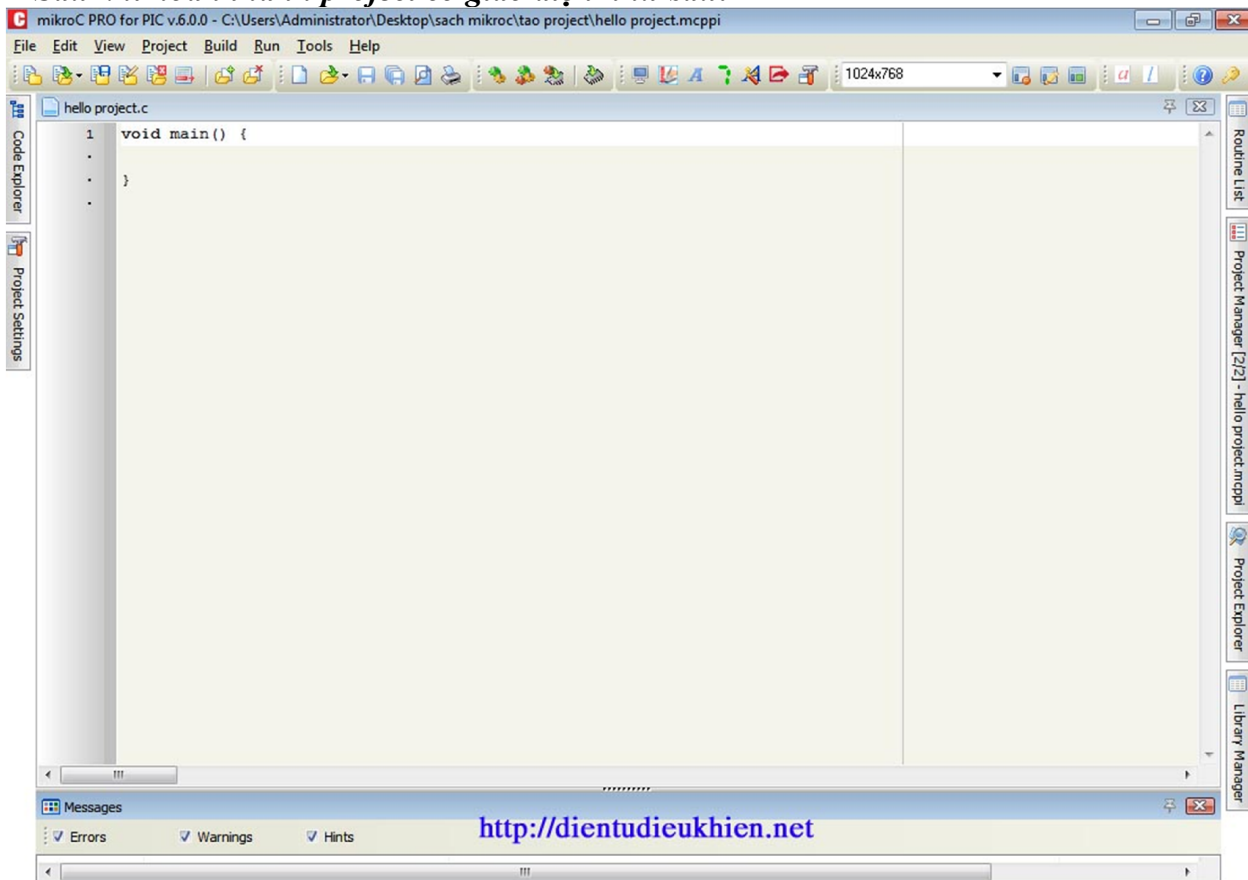 project
mikroC PRO for PIC v.6.0.0 - C:\Users\Administrator\Desktop\sach mikroc\tao project\hello project.mcppi
File Edit View Project Build Run Tools Help
1024x768
hello project.c
1 void main() {
}
Code Explorer
Project Settings
Routine List
Project Manager [2/2] - hello project.mcppi
Project Explorer
Library Manager
Messages
Errors Warnings Hints
http://dientudieukhien.net